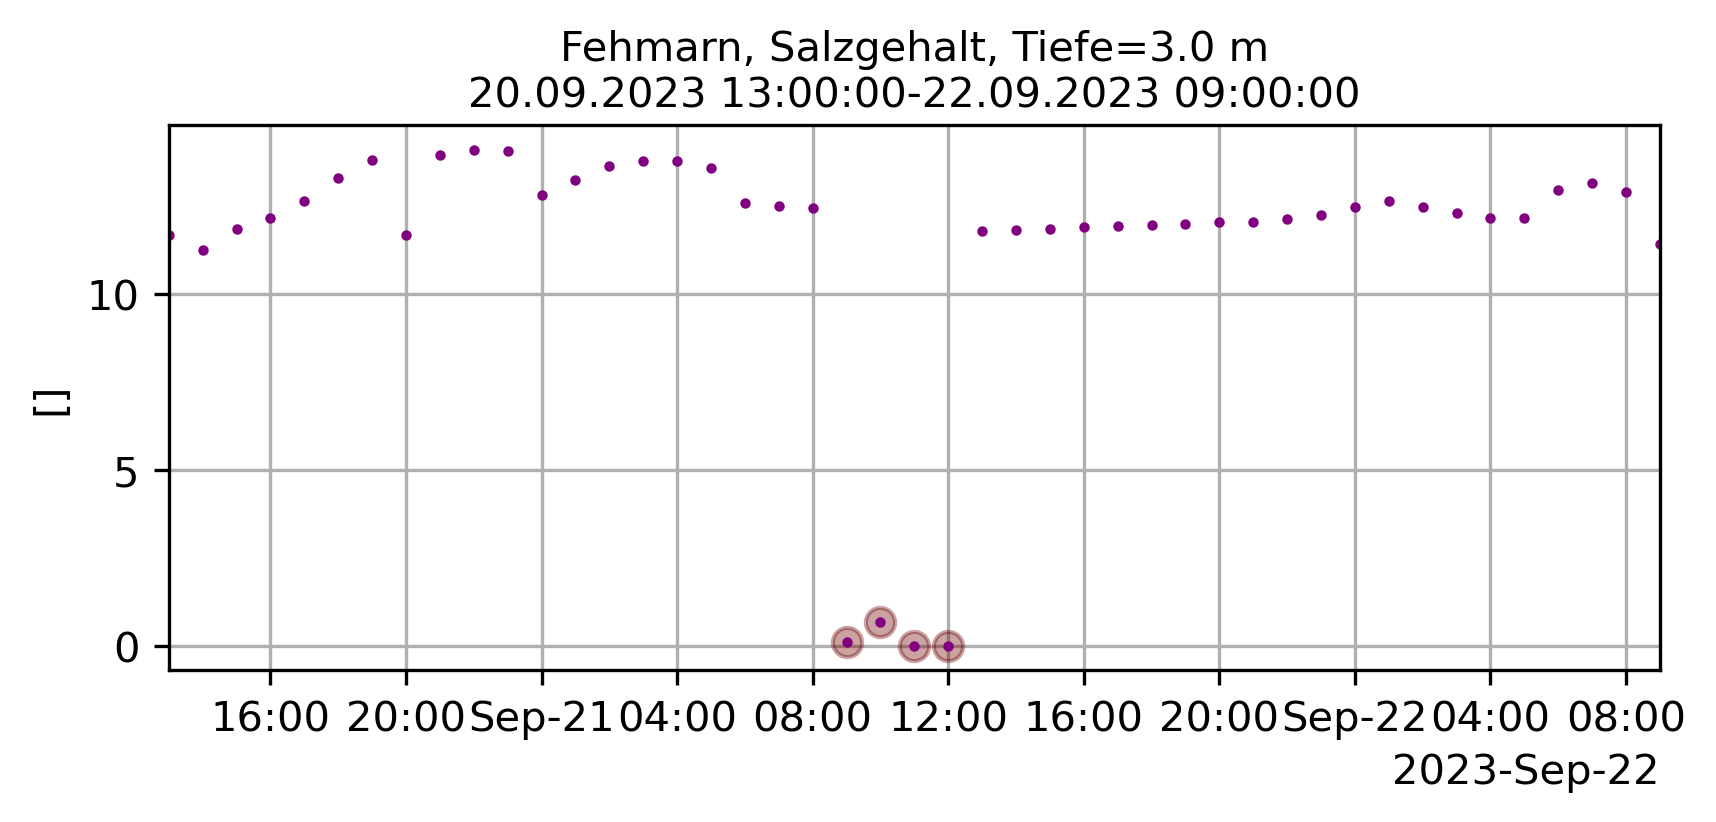 Fehmarn, Salzgehalt, Tiefe=3.0 m
20.09.2023 13:00:00-22.09.2023 09:00:00
10
5
0
[]
16:00 20:00 Sep-21 04:00 08:00 12:00 16:00 20:00 Sep-22 04:00 08:00
2023-Sep-22